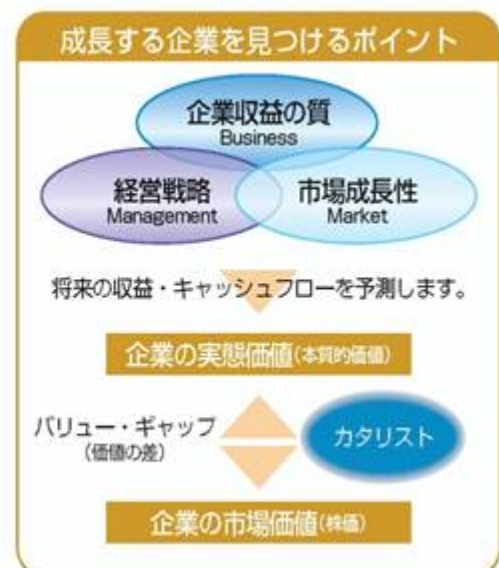 成長する企業を見つけるポイント
企業収益の質
Business
経営戦略
Management
市場成長性
Market
将来の収益・キャッシュフローを予測します。
企業の実態価値(本質的価値)
バリュー・ギャップ
(価値の差)
カタリスト
企業の市場価値(株価)